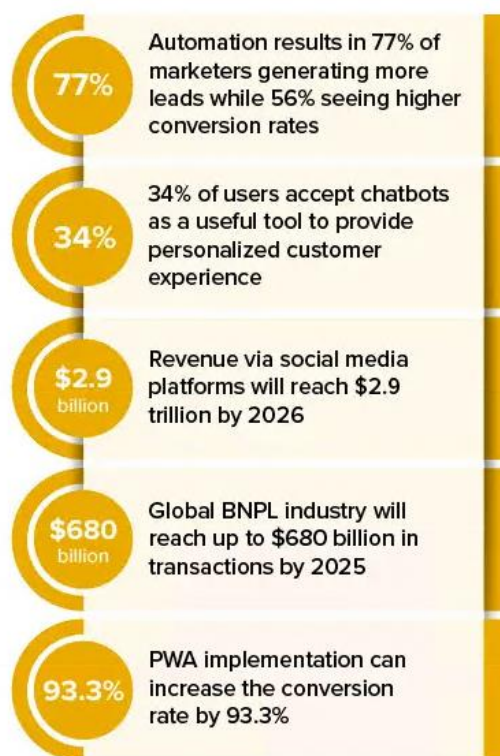 77%
Automation results in 77% of
marketers generating more
leads while 56% seeing higher
conversion rates
34%
34% of users accept chatbots
as a useful tool to provide
personalized customer
experience
$2.9
billion
Revenue via social media
platforms will reach $2.9
trillion by 2026
$680
billion
Global BNPL industry will
reach up to $680 billion in
transactions by 2025
93.3%
PWA implementation can
increase the conversion
rate by 93.3%